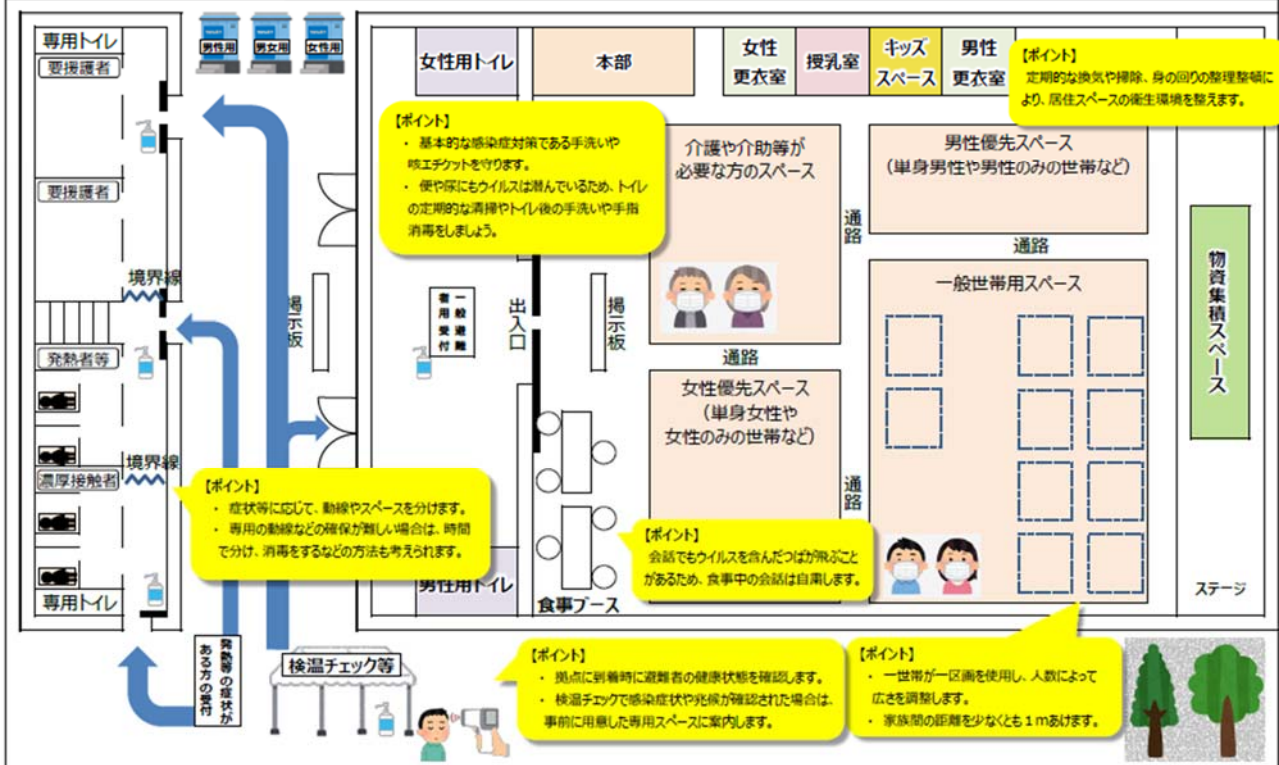 専用トイレ
要援護者
要援護者
境界線
発熱者等
境界線
濃厚接触者
専用トイレ
男性用
男女用
女性用
掲示板
女性用トイレ
本部
女性
更衣室
授乳室
キッズ
スペース
男性
更衣室
【ポイント】
定期的な換気や掃除、身の回りの整理整頓に
より、居住スペースの衛生環境を整えます。
【ポイント】
・ 基本的な感染症対策である手洗いや
咳エチケットを守ります。
・ 便や尿にもウイルスは潜んでいるため、トイレ
の定期的な清掃やトイレ後の手洗いや手指
消毒をしましょう。
介護や介助等が
必要な方のスペース
通路
男性優先スペース
(単身男性や男性のみの世帯など)
通路
一般世帯用スペース
物資集積スペース
一般避難
者用受付
出入口
掲示板
通路
女性優先スペース
(単身女性や
女性のみの世帯など)
通路
【ポイント】
・ 症状等に応じて、動線やスペースを分けます。
・ 専用の動線などの確保が難しい場合は、時間
で分け、消毒をするなどの方法も考えられます。
【ポイント】
会話でもウイルスを含んだつばが飛ぶこと
があるため、食事中の会話は自粛します。
男性用トイレ
食事ブース
ステージ
発熱等の症状が
ある方の受付
検温チェック等
【ポイント】
・ 拠点に到着時に避難者の健康状態を確認します。
・ 検温チェックで感染症状や兆候が確認された場合は、
事前に用意した専用スペースに案内します。
【ポイント】
・ 一世帯が一区画を使用し、人数によって
広さを調整します。
・ 家族間の距離を少なくとも1mあけます。